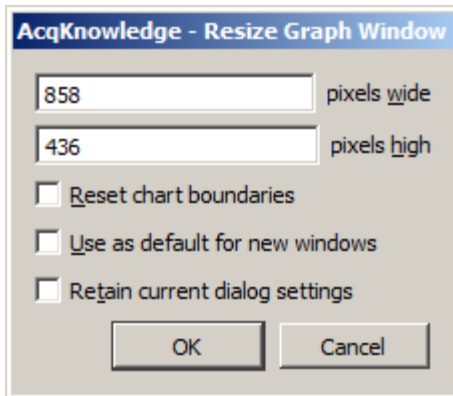 AcqKnowledge - Resize Graph Window
858 pixels wide
436 pixels high
Reset chart boundaries
Use as default for new windows
Retain current dialog settings
OK Cancel